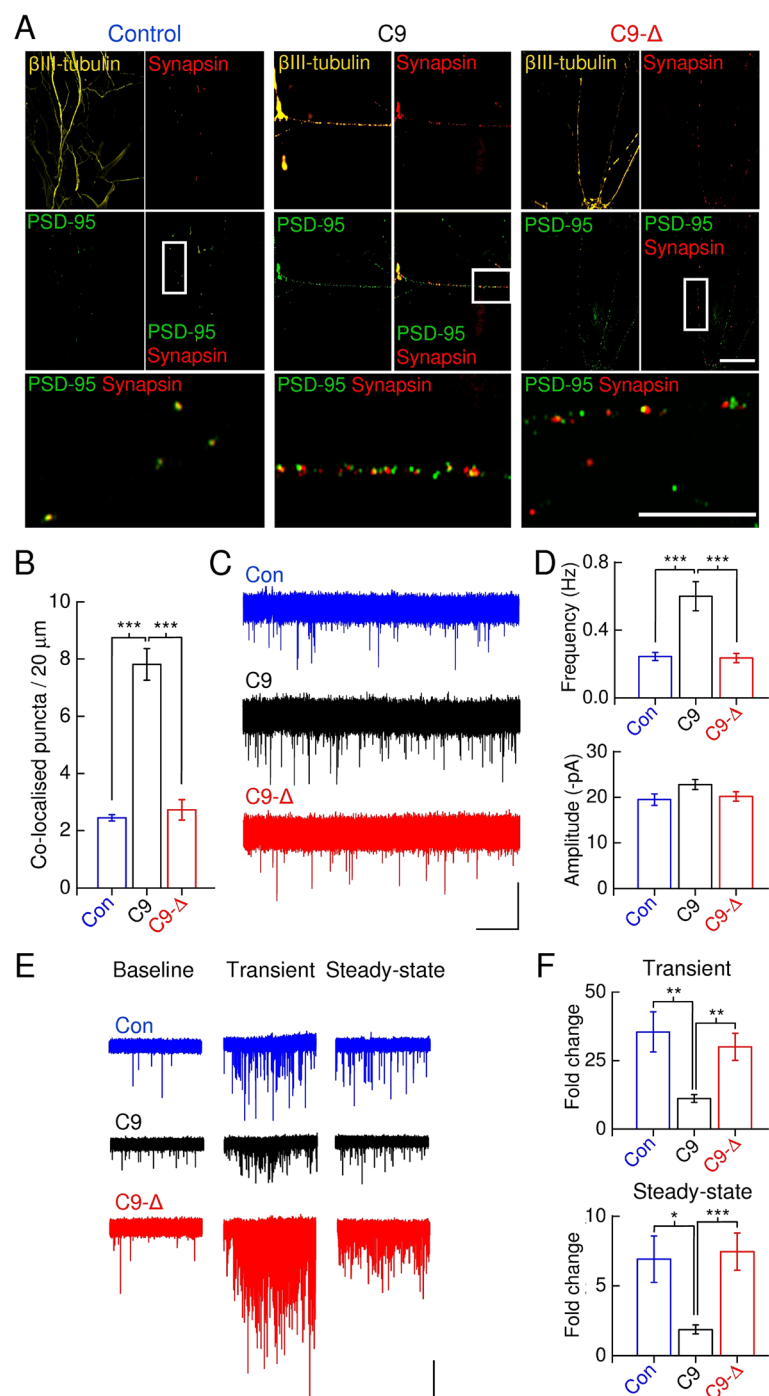 A
Control
C9
C9-Δ
βIII-tubulin
Synapsin
βIII-tubulin
Synapsin
βIII-tubulin
Synapsin
PSD-95
PSD-95
Synapsin
PSD-95
PSD-95
Synapsin
PSD-95
PSD-95
Synapsin
PSD-95 Synapsin
PSD-95 Synapsin
PSD-95 Synapsin
B
Co-localised puncta / 20 μm
10
8
6
4
2
0
***
***
Con
C9
C9-Δ
C
Con
C9
C9-Δ
D
Frequency (Hz)
0.8
0.4
0.0
***
***
Con
C9
C9-Δ
Amplitude (-pA)
30
20
10
0
Con
C9
C9-Δ
E
Baseline
Transient
Steady-state
Con
C9
C9-Δ
F
Transient
Fold change
50
25
0
**
**
Con
C9
C9-Δ
Steady-state
Fold change
10
5
0
*
***
Con
C9
C9-Δ